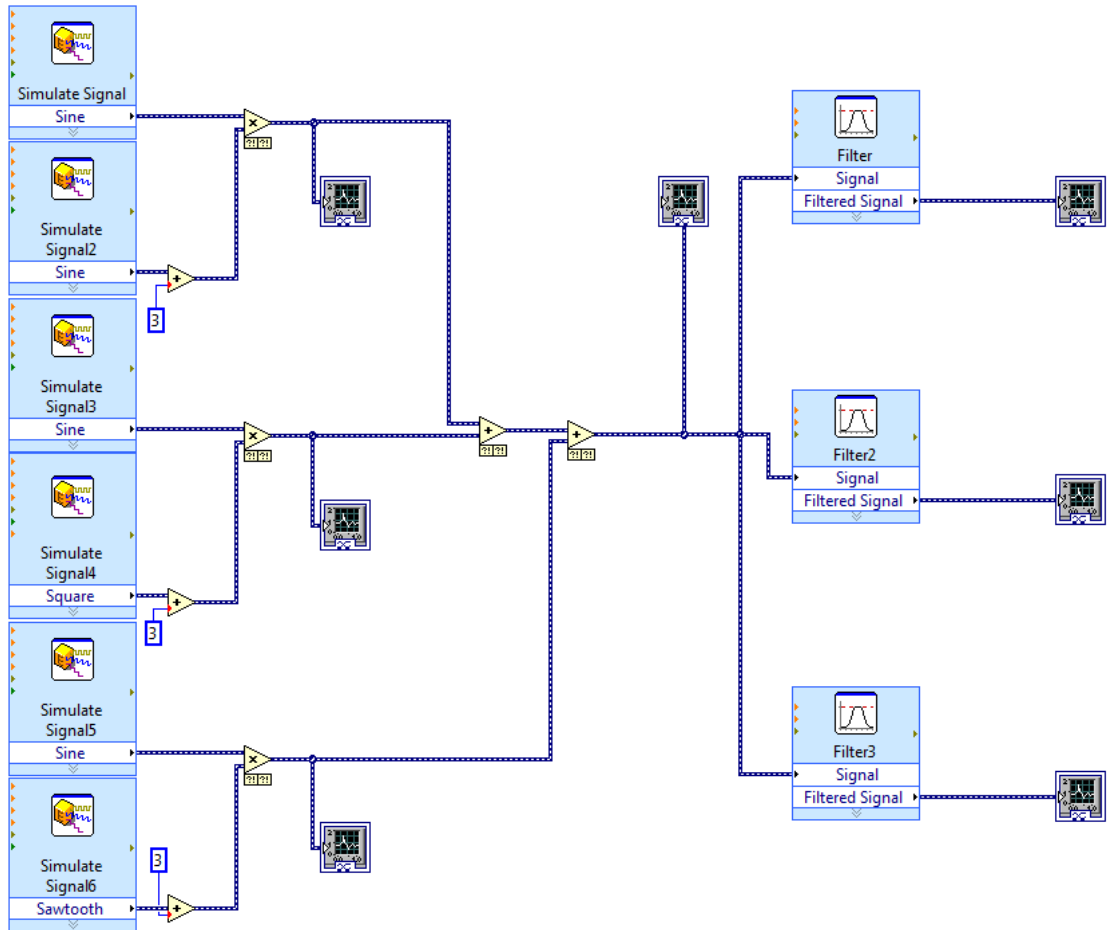 Simulate Signal
Sine
Simulate
Signal2
Sine
3
Simulate
Signal3
Sine
Simulate
Signal4
Square
3
Simulate
Signal5
Sine
Simulate
Signal6
Sawtooth
3
×
?! ?!
+
×
?! ?!
+
×
?! ?!
+
+
?! ?!
+
?! ?!
Filter
Signal
Filtered Signal
Filter2
Signal
Filtered Signal
Filter3
Signal
Filtered Signal